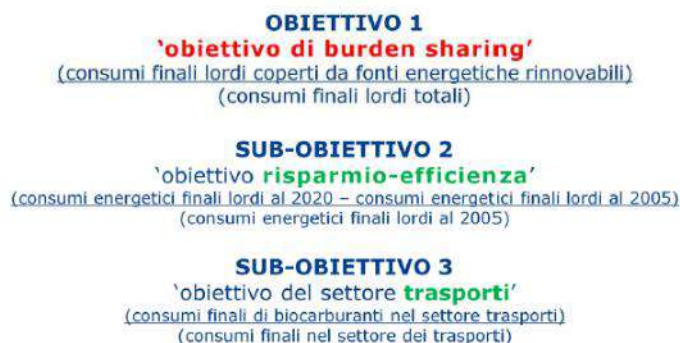 OBIETTIVO 1
‘obiettivo di burden sharing’
(consumi finali lordi coperti da fonti energetiche rinnovabili)
(consumi finali lordi totali)
SUB-OBIETTIVO 2
‘obiettivo risparmio-efficienza’
(consumi energetici finali lordi al 2020 – consumi energetici finali lordi al 2005)
(consumi energetici finali lordi al 2005)
SUB-OBIETTIVO 3
‘obiettivo del settore trasporti’
(consumi finali di biocarburanti nel settore trasporti)
(consumi finali nel settore dei trasporti)